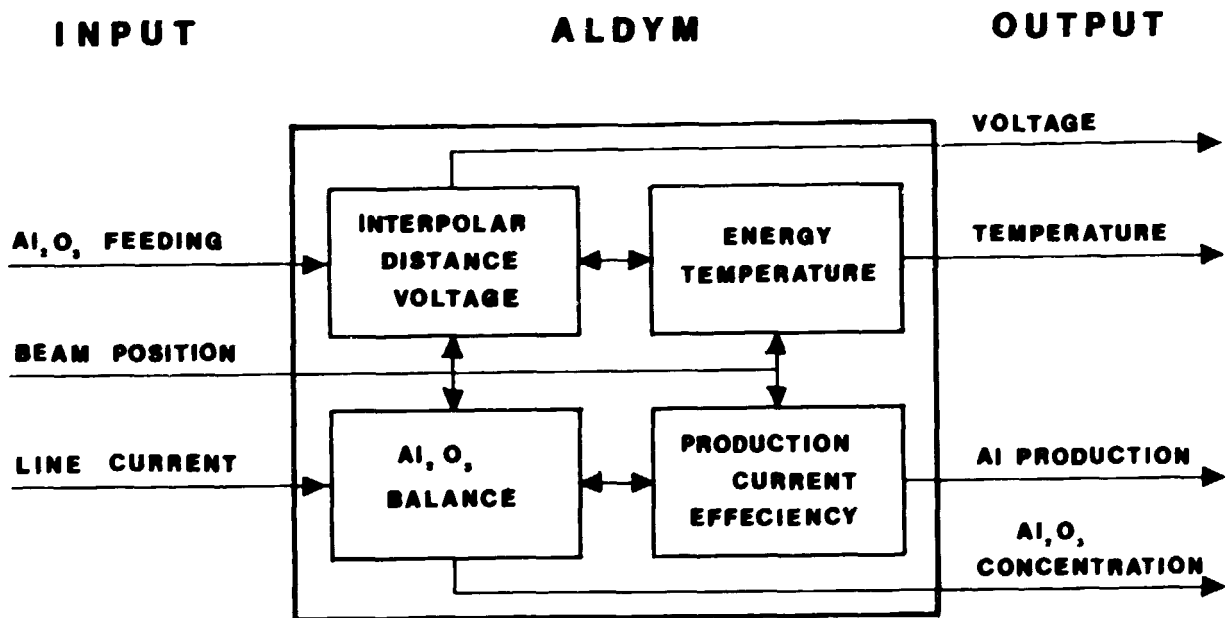 INPUT ALDYM OUTPUT
VOLTAGE
Al₂O₃ FEEDING
INTERPOLAR
DISTANCE
VOLTAGE
ENERGY
TEMPERATURE
TEMPERATURE
BEAM POSITION
LINE CURRENT
Al₂O₃
BALANCE
PRODUCTION
CURRENT
EFFECIENCY
Al PRODUCTION
Al₂O₃
CONCENTRATION